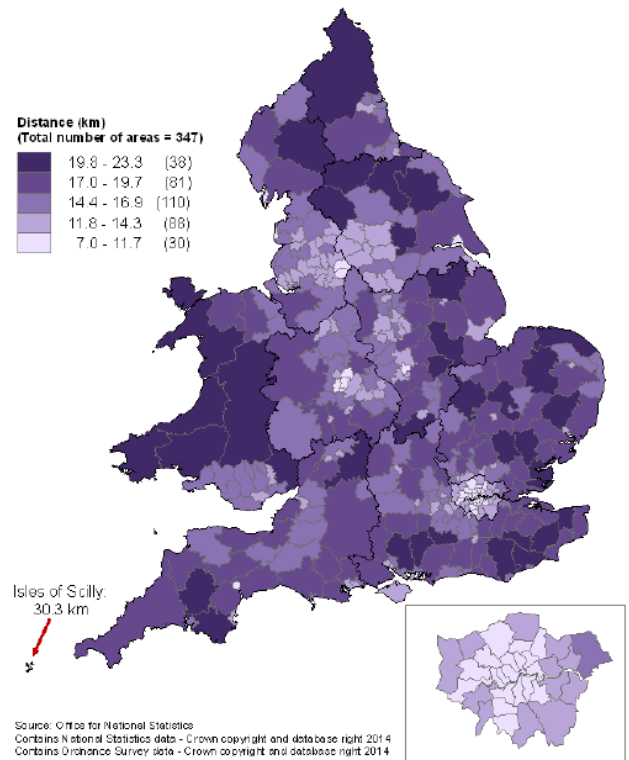 Distance (km)
(Total number of areas = 347)
19.8 - 23.3 (38)
17.0 - 19.7 (81)
14.4 - 16.9 (110)
11.8 - 14.3 (88)
7.0 - 11.7 (30)
Isles of Scilly:
30.3 km
Source: Office for National Statistics
Contains National Statistics data - Crown copyright and database right 2014
Contains Ordnance Survey data - Crown copyright and database right 2014